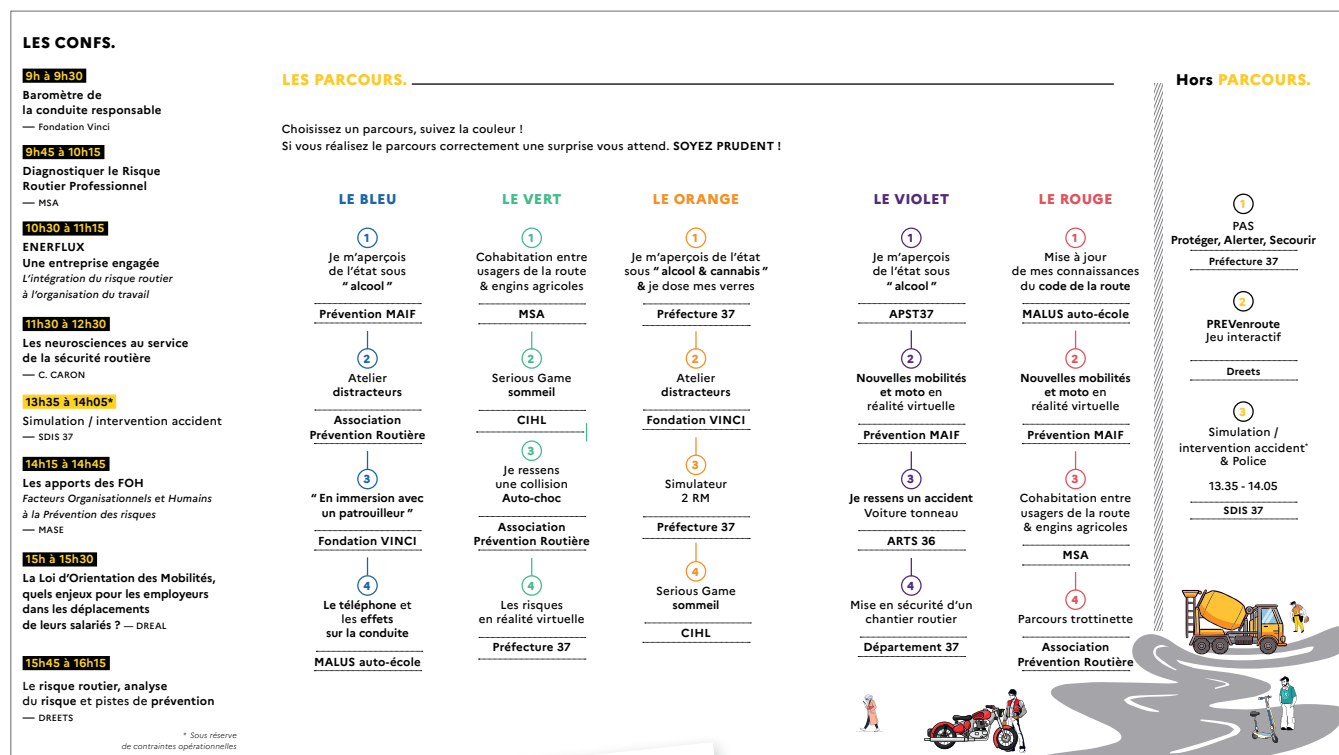 LES CONFS.
9h à 9h30
Baromètre de
la conduite responsable
— Fondation Vinci
9h45 à 10h15
Diagnostiquer le Risque
Routier Professionnel
— MSA
10h30 à 11h15
ENERFLUX
Une entreprise engagée
L’intégration du risque routier
à l’organisation du travail
11h30 à 12h30
Les neurosciences au service
de la sécurité routière
— C. CARON
13h35 à 14h05*
Simulation / intervention accident
— SDIS 37
14h15 à 14h45
Les apports des FOH
Facteurs Organisationnels et Humains
à la Prévention des risques
— MASE
15h à 15h30
La Loi d’Orientation des Mobilités,
quels enjeux pour les employeurs
dans les déplacements
de leurs salariés ? — DREAL
15h45 à 16h15
Le risque routier, analyse
du risque et pistes de prévention
— DREETS
* Sous réserve
de contraintes opérationnelles
LES PARCOURS.
Choisissez un parcours, suivez la couleur !
Si vous réalisez le parcours correctement une surprise vous attend. SOYEZ PRUDENT !
LE BLEU
1
Je m’aperçois
de l’état sous
“ alcool ”
Prévention MAIF
2
Atelier
distracteurs
Association
Prévention Routière
3
“ En immersion avec
un patrouilleur ”
Fondation VINCI
4
Le téléphone et
les effets
sur la conduite
MALUS auto-école
LE VERT
1
Cohabitation entre
usagers de la route
& engins agricoles
MSA
2
Serious Game
sommeil
CIHL
3
Je ressens
une collision
Auto-choc
Association
Prévention Routière
4
Les risques
en réalité virtuelle
Préfecture 37
LE ORANGE
1
Je m’aperçois de l’état
sous “ alcool & cannabis ”
& je dose mes verres
Préfecture 37
2
Atelier
distracteurs
Fondation VINCI
3
Simulateur
2 RM
Préfecture 37
4
Serious Game
sommeil
CIHL
LE VIOLET
1
Je m’aperçois
de l’état sous
“ alcool ”
APST37
2
Nouvelles mobilités
et moto en
réalité virtuelle
Prévention MAIF
3
Je ressens un accident
Voiture tonneau
ARTS 36
4
Mise en sécurité d’un
chantier routier
Département 37
LE ROUGE
1
Mise à jour
de mes connaissances
du code de la route
MALUS auto-école
2
Nouvelles mobilités
et moto en
réalité virtuelle
Prévention MAIF
3
Cohabitation entre
usagers de la route
& engins agricoles
MSA
4
Parcours trottinette
Association
Prévention Routière
Hors PARCOURS.
1
PAS
Protéger, Alerter, Secourir
Préfecture 37
2
PREVenroute
Jeu interactif
Dreets
3
Simulation /
intervention accident*
& Police
13.35 - 14.05
SDIS 37